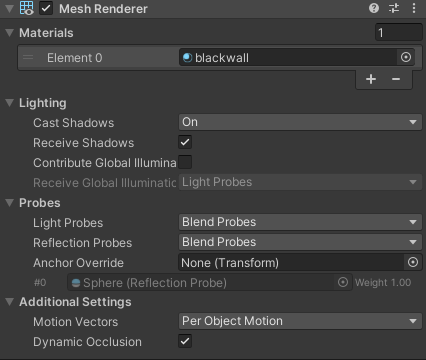 Mesh Renderer
Materials 1
Element 0 blackwall
Lighting
Cast Shadows On
Receive Shadows
Contribute Global Illumina
Receive Global Illuminatic Light Probes
Probes
Light Probes Blend Probes
Reflection Probes Blend Probes
Anchor Override None (Transform)
#0 Sphere (Reflection Probe) Weight 1.00
Additional Settings
Motion Vectors Per Object Motion
Dynamic Occlusion